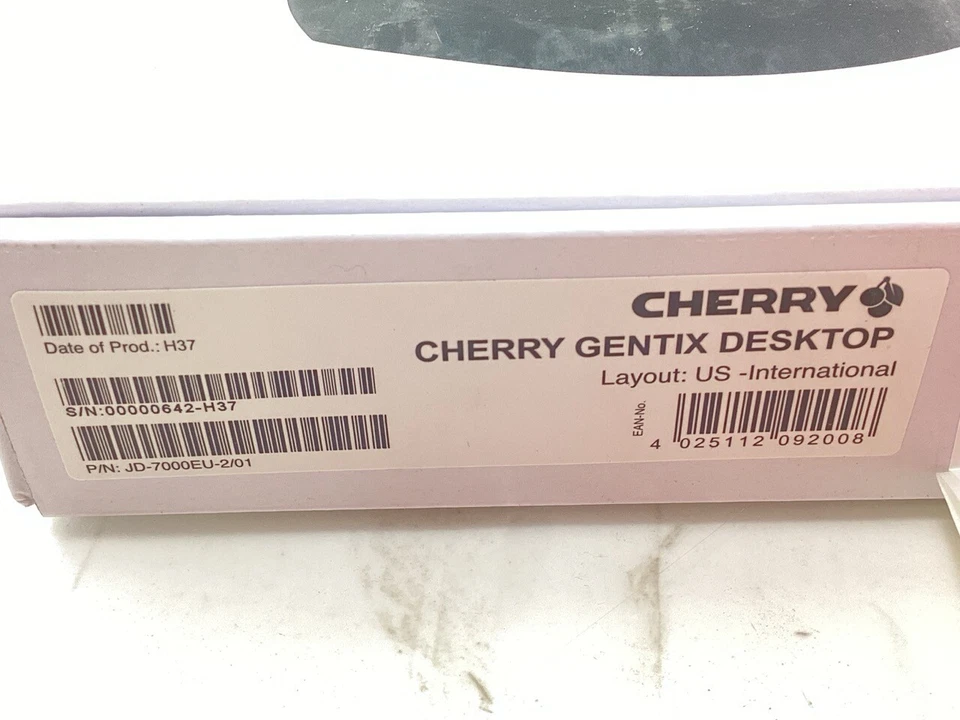 Date of Prod.: H37
S/N:00000642-H37
P/N: JD-7000EU-2/01
CHERRY
CHERRY GENTIX DESKTOP
Layout: US -International
EAN-No.
4 025112 092008